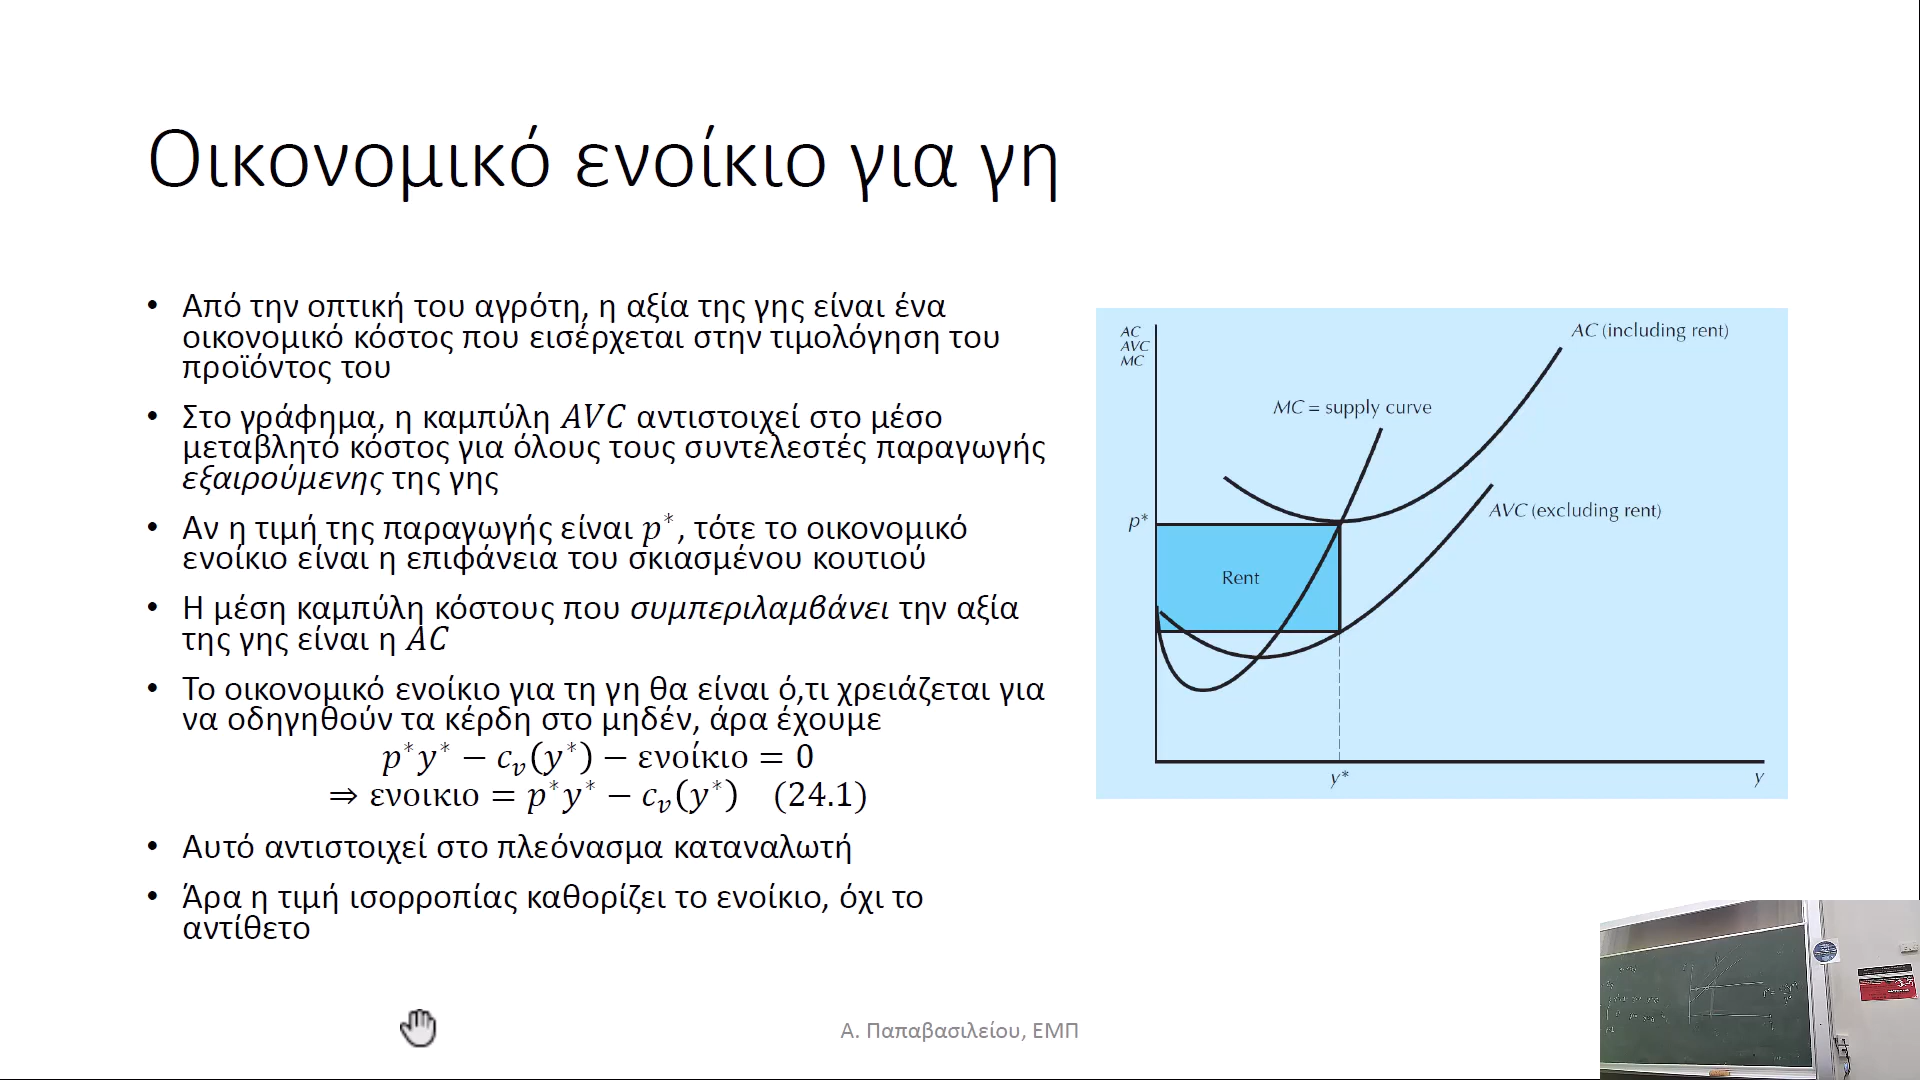 Οικονομικό ενοίκιο για γη
• Από την οπτική του αγρότη, η αξία της γης είναι ένα
οικονομικό κόστος που εισέρχεται στην τιμολόγηση του
προϊόντος του
• Στο γράφημα, η καμπύλη AVC αντιστοιχεί στο μέσο
μεταβλητό κόστος για όλους τους συντελεστές παραγωγής
εξαιρούμενης της γης
• Αν η τιμή της παραγωγής είναι p*, τότε το οικονομικό
ενοίκιο είναι η επιφάνεια του σκιασμένου κουτιού
• Η μέση καμπύλη κόστους που συμπεριλαμβάνει την αξία
της γης είναι η AC
• Το οικονομικό ενοίκιο για τη γη θα είναι ό,τι χρειάζεται για
να οδηγηθούν τα κέρδη στο μηδέν, άρα έχουμε
p*y* − c_v(y*) − ενοίκιο = 0
⇒ ενοικιο = p*y* − c_v(y*) (24.1)
• Αυτό αντιστοιχεί στο πλεόνασμα καταναλωτή
• Άρα η τιμή ισορροπίας καθορίζει το ενοίκιο, όχι το
αντίθετο
AC
AVC
MC
AC (including rent)
MC = supply curve
AVC (excluding rent)
p*
Rent
y*
y
Α. Παπαβασιλείου, ΕΜΠ